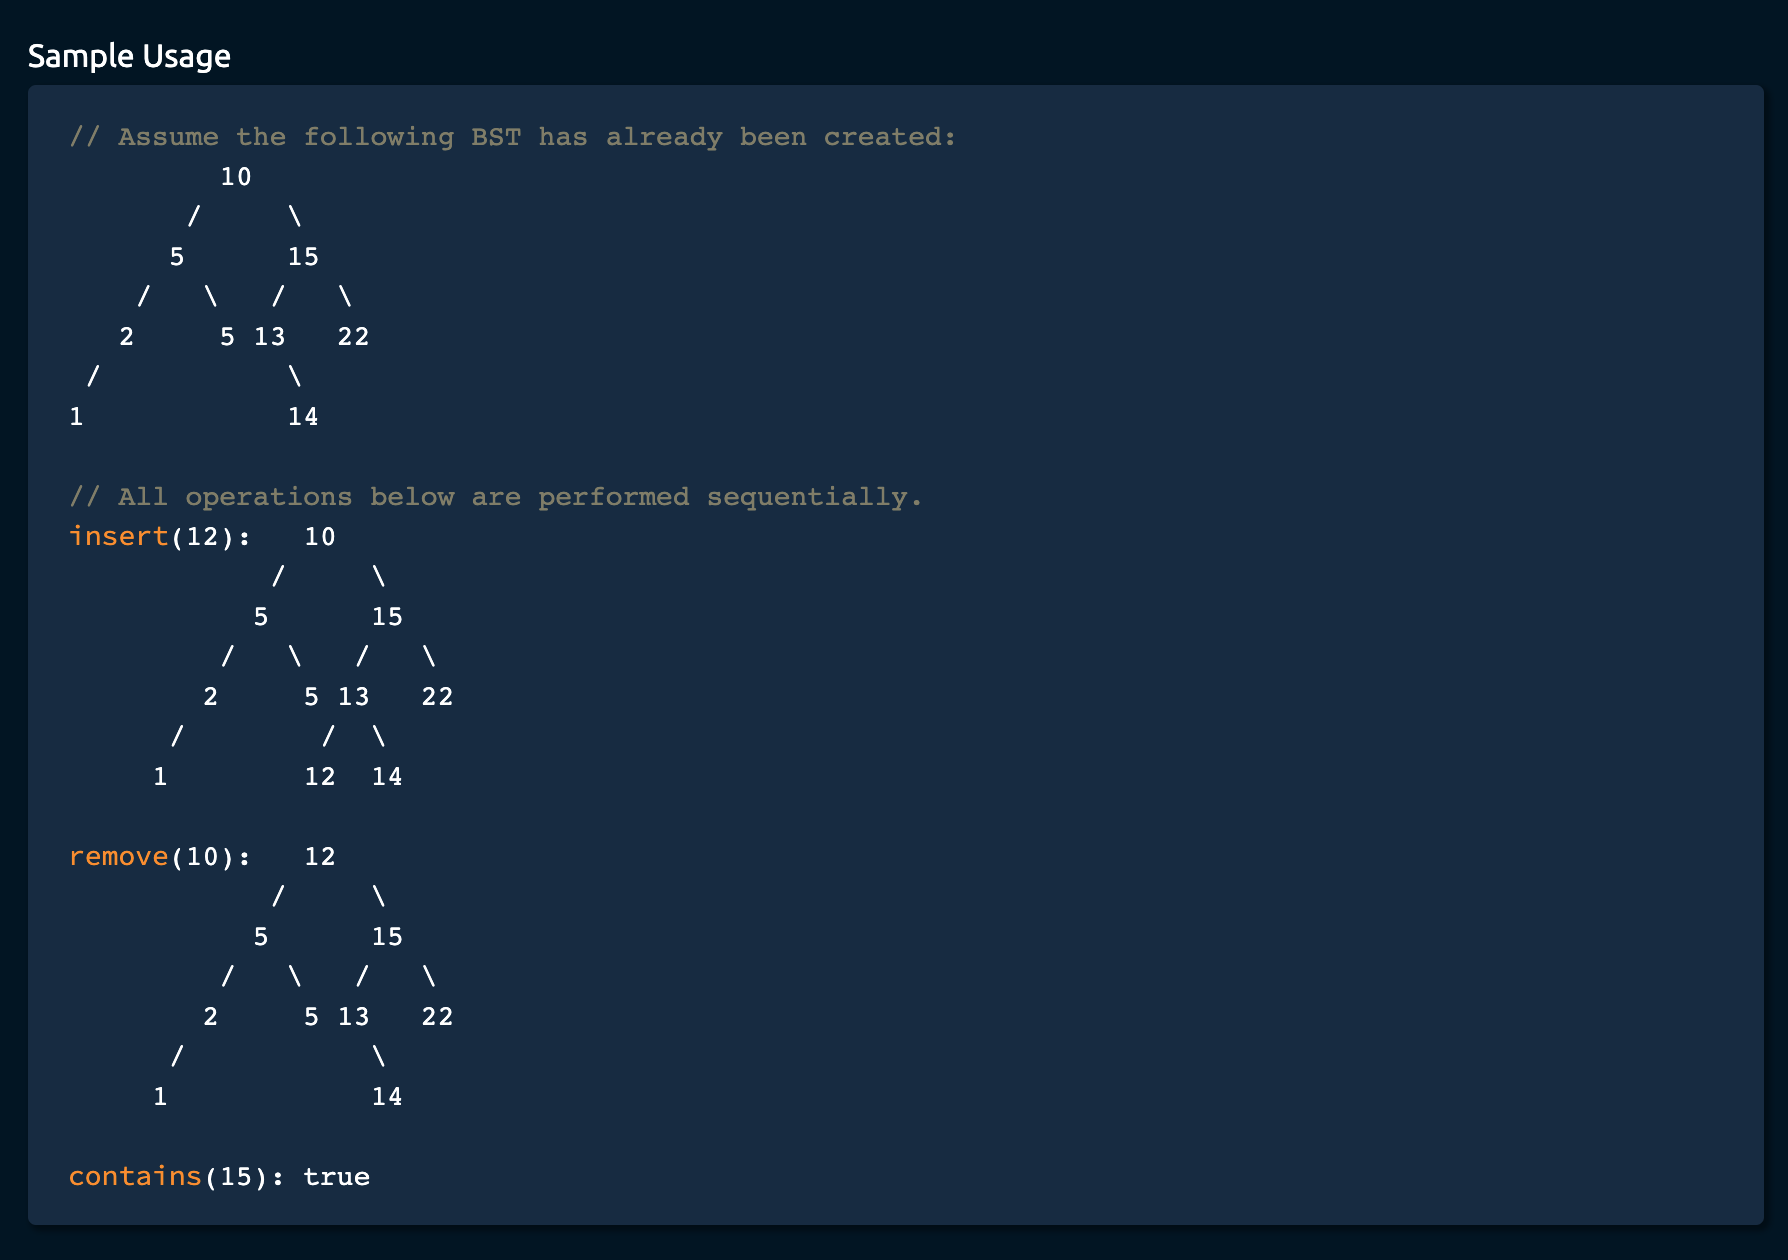 Sample Usage
// Assume the following BST has already been created:
         10
       /     \
      5      15
    /   \   /   \
   2     5 13   22
 /           \
1            14
// All operations below are performed sequentially.
insert(12):   10
            /     \
           5      15
         /   \   /   \
        2     5 13   22
      /        /  \
     1        12  14
remove(10):   12
            /     \
           5      15
         /   \   /   \
        2     5 13   22
      /           \
     1            14
contains(15): true